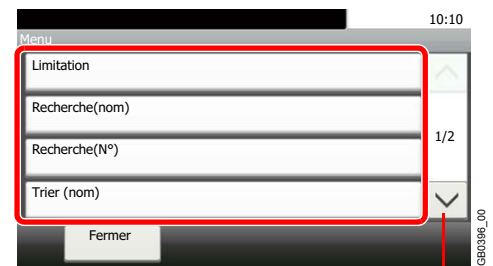 10:10
Menu
Limitation
Recherche(nom)
Recherche(N°)
1/2
Trier (nom)
Fermer
GB0396_00